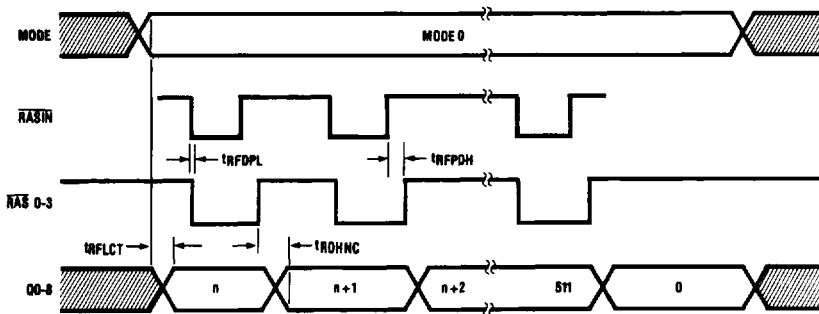 MODE
MODE 0
RASIN
tRFDPL
tRFPDH
RAS 0-3
tRFLCT
tROHNC
Q0-8
n
n+1
n+2
511
0